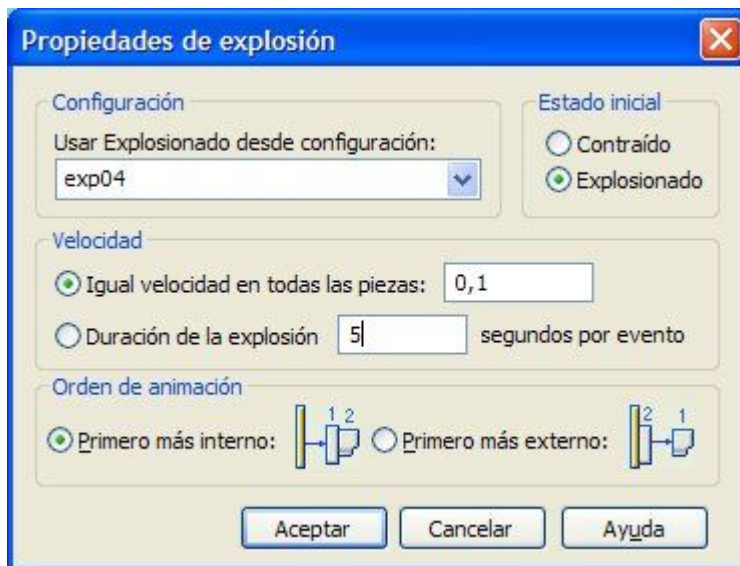 Propiedades de explosión
Configuración
Usar Explosionado desde configuración:
exp04
Estado inicial
Contraído
Explosionado
Velocidad
Igual velocidad en todas las piezas: 0,1
Duración de la explosión 5 segundos por evento
Orden de animación
Primero más interno: 1 2 Primero más externo: 2 1
Aceptar Cancelar Ayuda